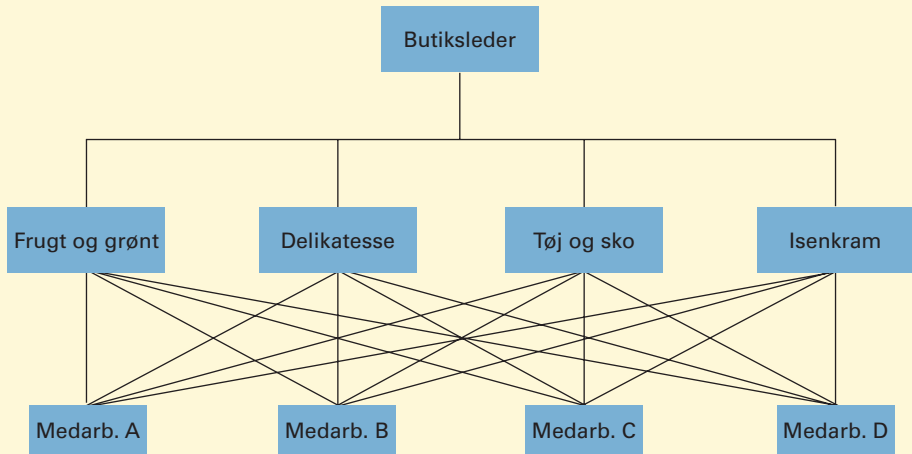 Butiksleder
Frugt og grønt
Delikatesse
Tøj og sko
Isenkram
Medarb. A
Medarb. B
Medarb. C
Medarb. D